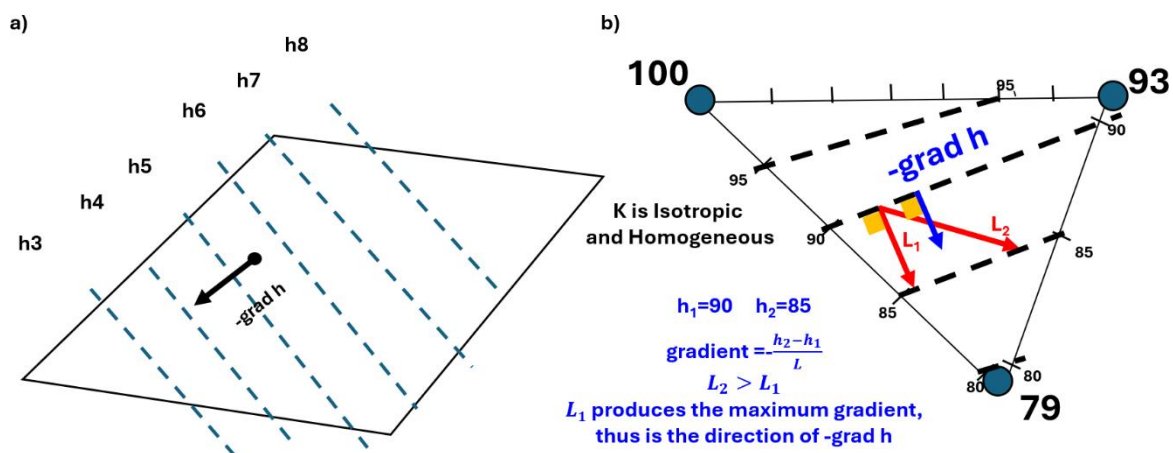 a)
h8
h7
h6
h5
h4
h3
-grad h
b)
100
93
95
90
-grad h
95
K is Isotropic
and Homogeneous
90
L₁
L₂
85
85
h₁=90 h₂=85
gradient =-\frac{h₂-h₁}{L}
L₂ > L₁
L₁ produces the maximum gradient,
thus is the direction of -grad h
80
80
79